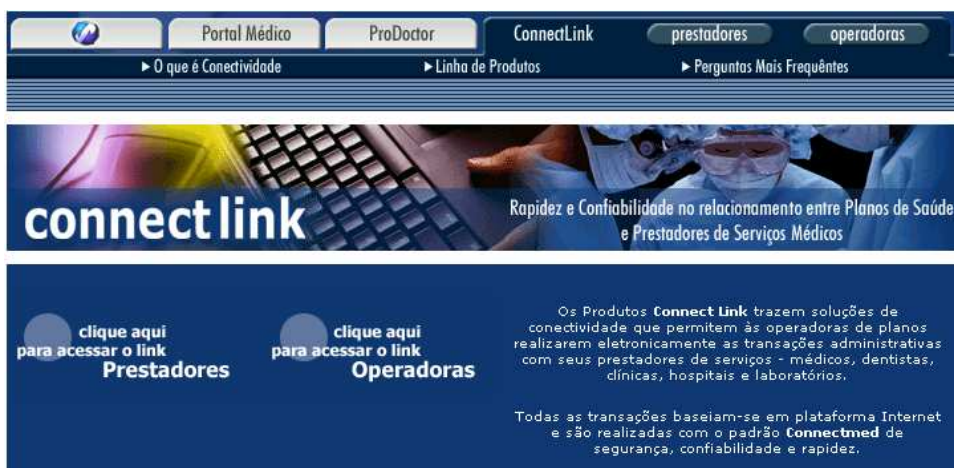 Portal Médico
ProDoctor
ConnectLink
prestadores
operadoras
O que é Conectividade
Linha de Produtos
Perguntas Mais Frequêntes
connect link
Rapidez e Confiabilidade no relacionamento entre Planos de Saúde
e Prestadores de Serviços Médicos
clique aqui
para acessar o link
Prestadores
clique aqui
para acessar o link
Operadoras
Os Produtos Connect Link trazem soluções de
conectividade que permitem às operadoras de planos
realizarem eletronicamente as transações administrativas
com seus prestadores de serviços - médicos, dentistas,
clínicas, hospitais e laboratórios.
Todas as transações baseiam-se em plataforma Internet
e são realizadas com o padrão Connectmed de
segurança, confiabilidade e rapidez.